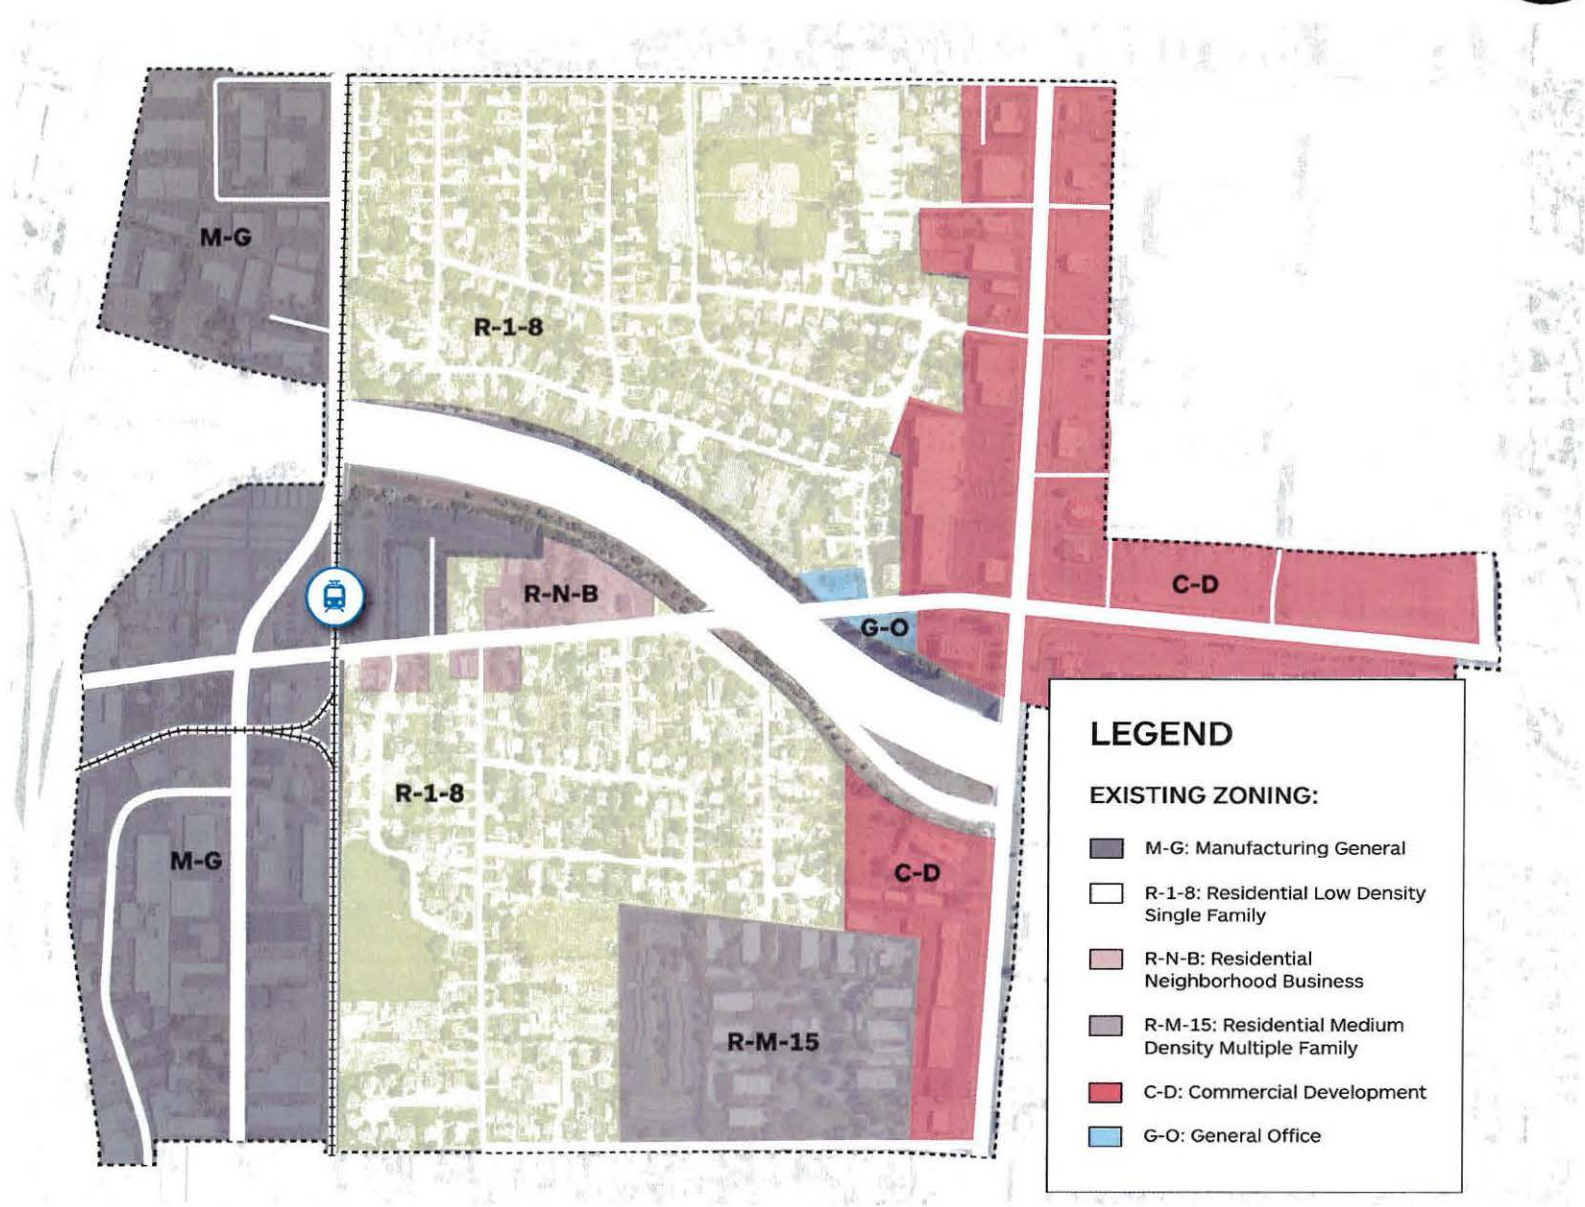 M-G
R-1-8
R-N-B
C-D
G-O
R-1-8
M-G
C-D
R-M-15
LEGEND
EXISTING ZONING:
M-G: Manufacturing General
R-1-8: Residential Low Density
Single Family
R-N-B: Residential
Neighborhood Business
R-M-15: Residential Medium
Density Multiple Family
C-D: Commercial Development
G-O: General Office